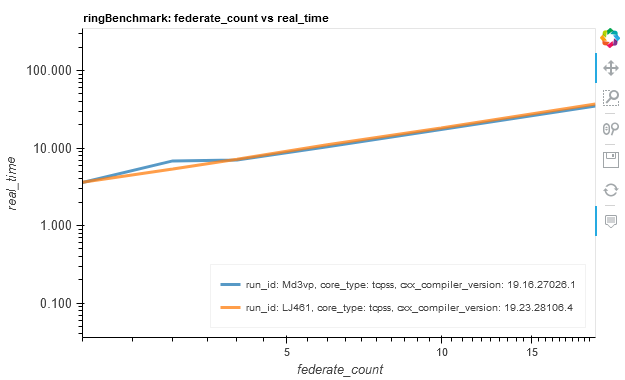 ringBenchmark: federate_count vs real_time
100.000
10.000
1.000
0.100
real_time
run_id: Md3vp, core_type: tcpss, cxx_compiler_version: 19.16.27026.1
run_id: LJ461, core_type: tcpss, cxx_compiler_version: 19.23.28106.4
5
10
15
federate_count